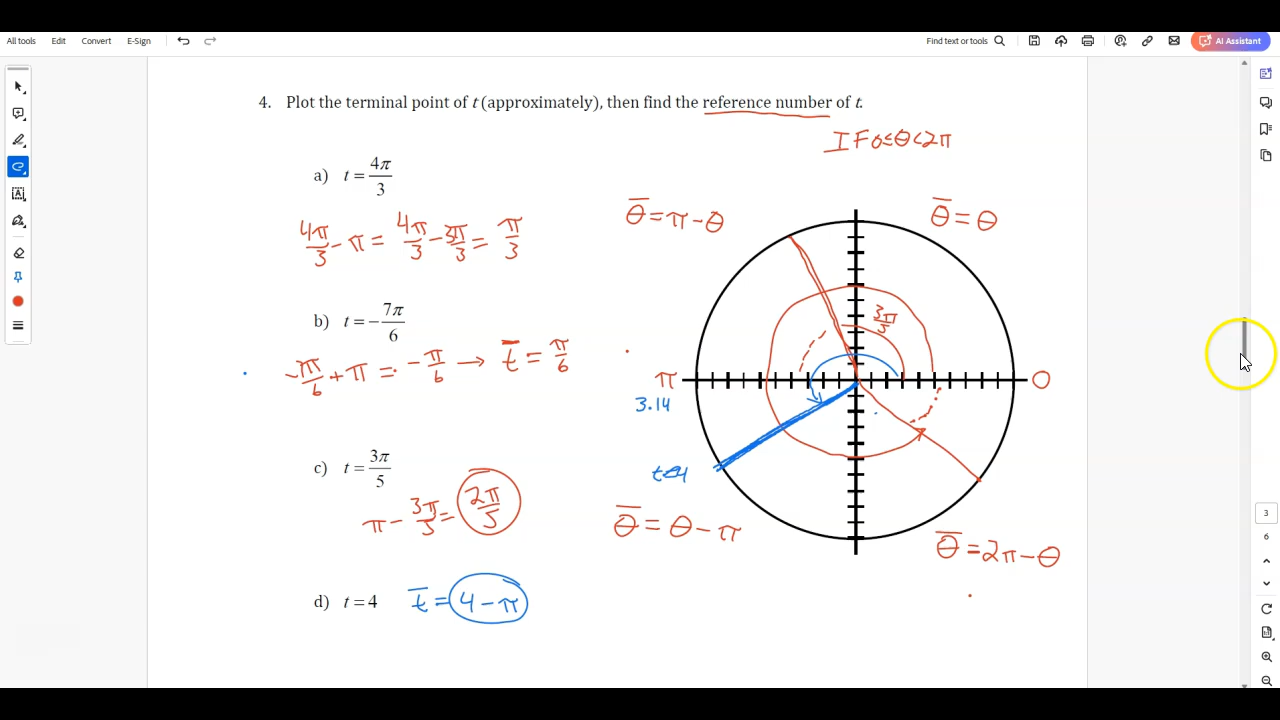 All tools Edit Convert E-Sign Find text or tools AI Assistant
4. Plot the terminal point of t (approximately), then find the reference number of t.
IF 0≤θ<2π
a) t = 4π/3
4π/3 - π = 4π/3 - 3π/3 = π/3
θ̅ = π - θ
θ̅ = θ
b) t = -7π/6
-7π/6 + π = -π/6 → t̅ = π/6
3π/5
π
0
3.14
c) t = 3π/5
π - 3π/5 = 2π/5
t=4
θ̅ = θ - π
θ̅ = 2π - θ
d) t = 4 t̅ = 4 - π
3
6